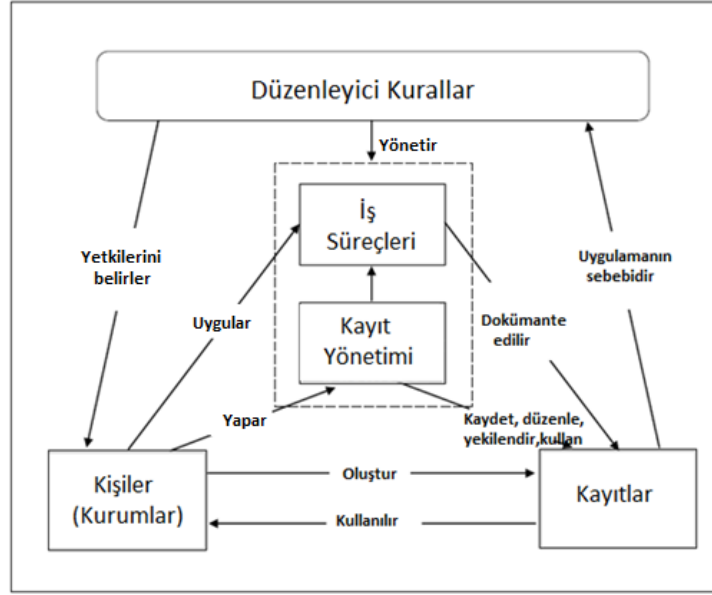 Düzenleyici Kurallar
Yönetir
İş
Süreçleri
Yetkilerini
belirler
Uygulamanın
sebebidir
Uygular
Kayıt
Yönetimi
Dokümante
edilir
Yapar
Kaydet, düzenle,
yekilendir,kullan
Kişiler
(Kurumlar)
Oluştur
Kullanılır
Kayıtlar